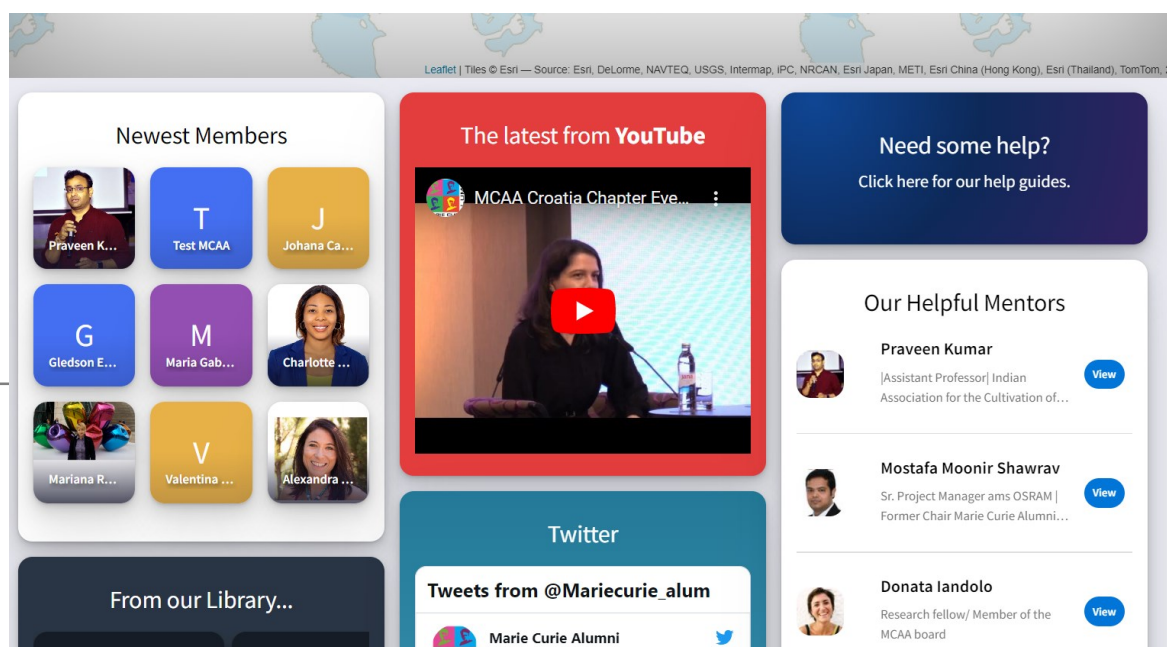 Leaflet | Tiles © Esri — Source: Esri, DeLorme, NAVTEQ, USGS, Intermap, iPC, NRCAN, Esri Japan, METI, Esri China (Hong Kong), Esri (Thailand), TomTom,
Newest Members
Praveen K...
T
Test MCAA
J
Johana Ca...
G
Gledson E...
M
Maria Gab...
Charlotte ...
Mariana R...
V
Valentina ...
Alexandra ...
From our Library...
The latest from YouTube
MCAA Croatia Chapter Eve...
Twitter
Tweets from @Mariecurie_alum
Marie Curie Alumni
Need some help?
Click here for our help guides.
Our Helpful Mentors
Praveen Kumar
|Assistant Professor| Indian
Association for the Cultivation of...
View
Mostafa Moonir Shawrav
Sr. Project Manager ams OSRAM |
Former Chair Marie Curie Alumni...
View
Donata Iandolo
Research fellow/ Member of the
MCAA board
View